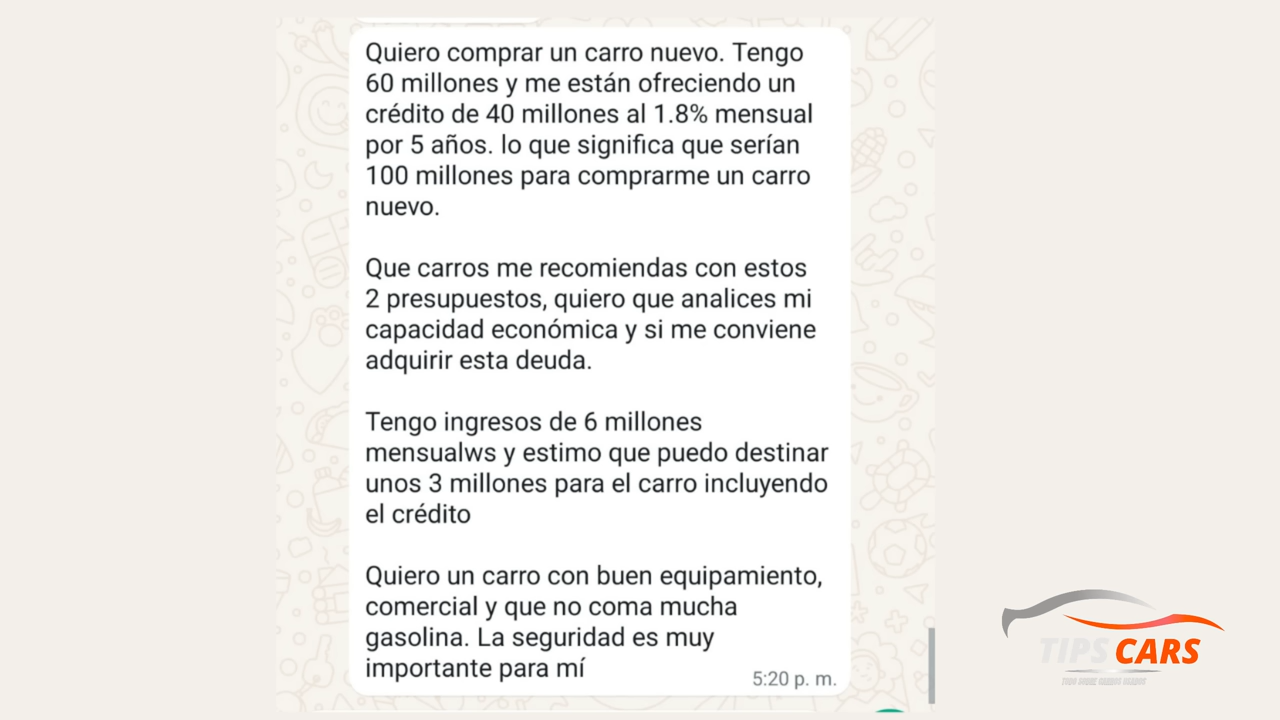 Quiero comprar un carro nuevo. Tengo
60 millones y me están ofreciendo un
crédito de 40 millones al 1.8% mensual
por 5 años. lo que significa que serían
100 millones para comprarme un carro
nuevo.
Que carros me recomiendas con estos
2 presupuestos, quiero que analices mi
capacidad económica y si me conviene
adquirir esta deuda.
Tengo ingresos de 6 millones
mensualws y estimo que puedo destinar
unos 3 millones para el carro incluyendo
el crédito
Quiero un carro con buen equipamiento,
comercial y que no coma mucha
gasolina. La seguridad es muy
importante para mí
5:20 p. m.
TIPS CARS